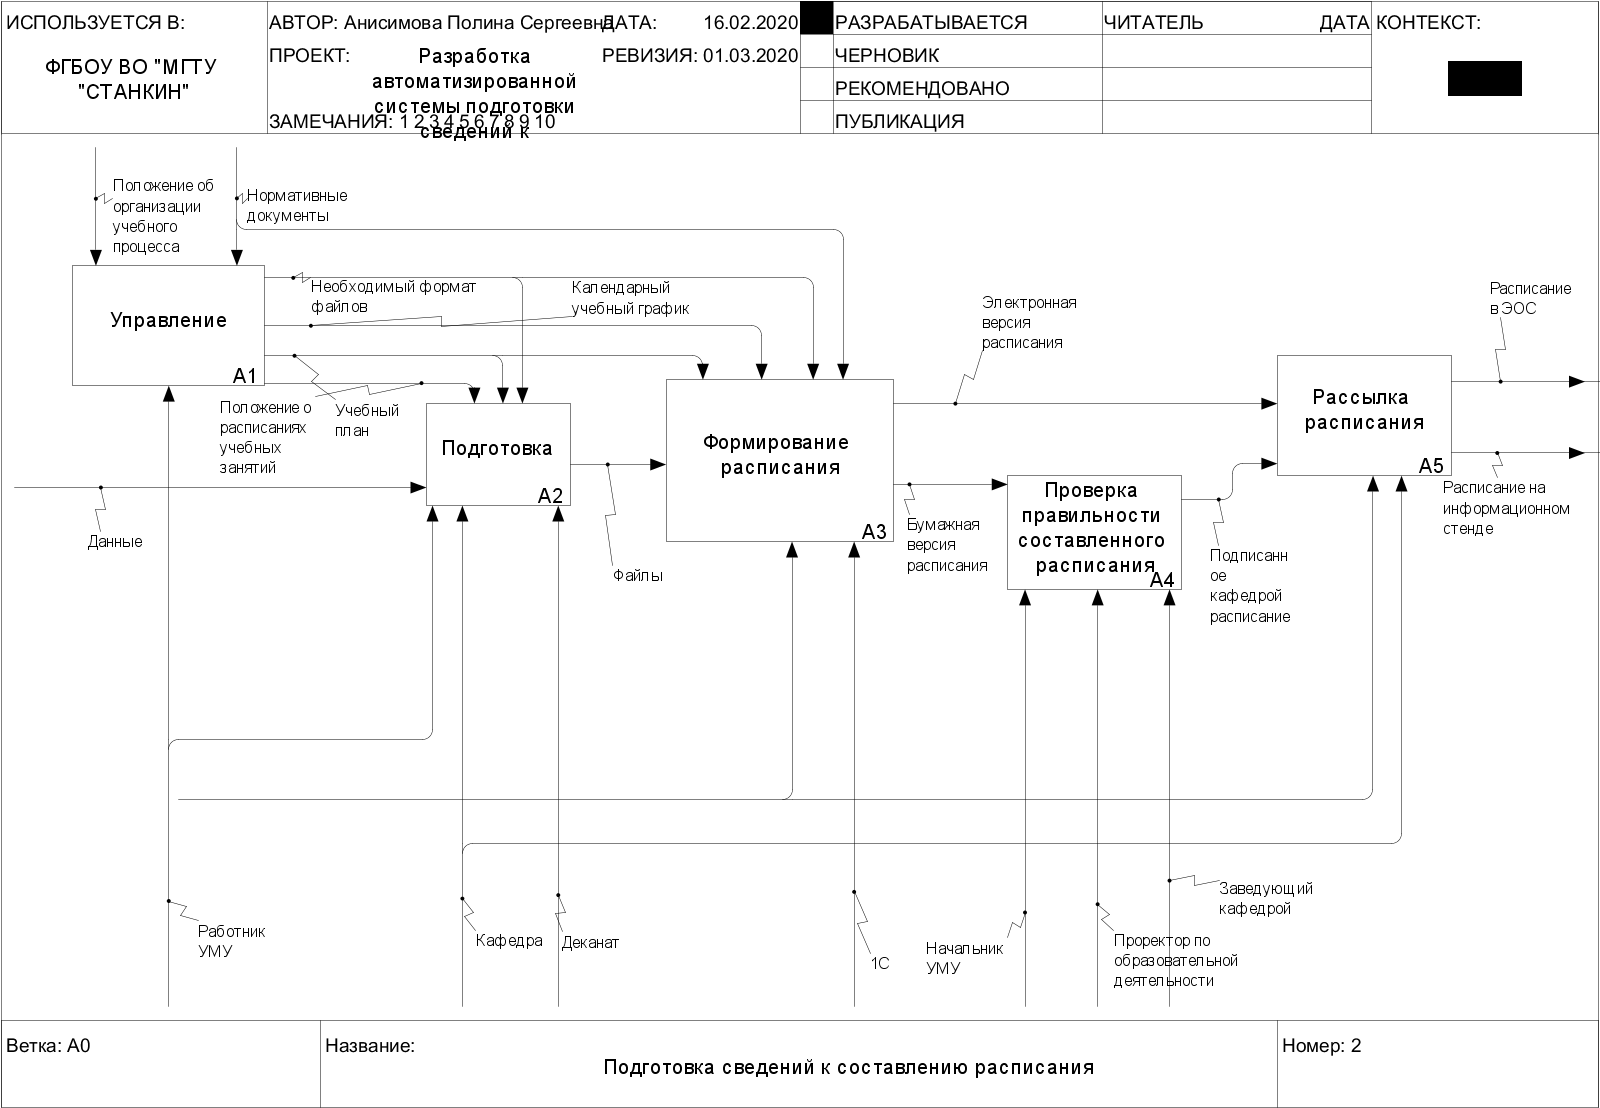 ИСПОЛЬЗУЕТСЯ В:
ФГБОУ ВО "МГТУ
"СТАНКИН"
АВТОР: Анисимова Полина Сергеевна
ДАТА: 16.02.2020
ПРОЕКТ:
Разработка
автоматизированной
системы подготовки
сведений к
РЕВИЗИЯ: 01.03.2020
ЗАМЕЧАНИЯ: 1 2 3 4 5 6 7 8 9 10
РАЗРАБАТЫВАЕТСЯ
ЧЕРНОВИК
РЕКОМЕНДОВАНО
ПУБЛИКАЦИЯ
ЧИТАТЕЛЬ
ДАТА
КОНТЕКСТ:
Положение об
организации
учебного
процесса
Нормативные
документы
Управление
A1
Необходимый формат
файлов
Календарный
учебный график
Положение о
расписаниях
учебных
занятий
Учебный
план
Подготовка
A2
Данные
Файлы
Формирование
расписания
A3
Электронная
версия
расписания
Бумажная
версия
расписания
Проверка
правильности
составленного
расписания
A4
Подписанн
ое
кафедрой
расписание
Рассылка
расписания
A5
Расписание
в ЭОС
Расписание на
информационном
стенде
Работник
УМУ
Кафедра
Деканат
1С
Начальник
УМУ
Проректор по
образовательной
деятельности
Заведующий
кафедрой
Ветка: A0
Название:
Подготовка сведений к составлению расписания
Номер: 2